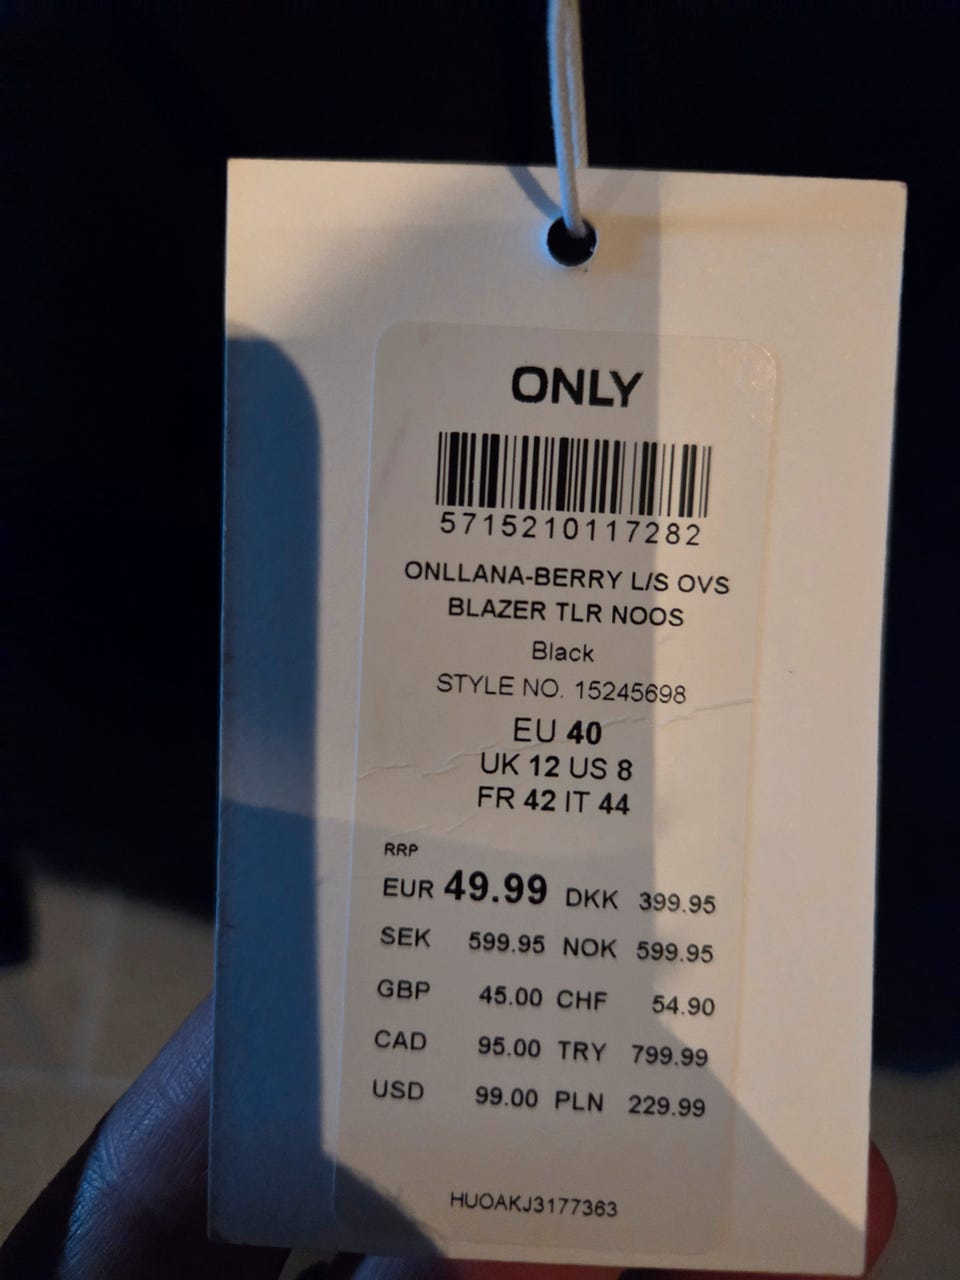 ONLY
5715210117282
ONLLANA-BERRY L/S OVS
BLAZER TLR NOOS
Black
STYLE NO. 15245698
EU 40
UK 12 US 8
FR 42 IT 44
RRP
EUR 49.99 DKK 399.95
SEK 599.95 NOK 599.95
GBP 45.00 CHF 54.90
CAD 95.00 TRY 799.99
USD 99.00 PLN 229.99
HUOAKJ3177363